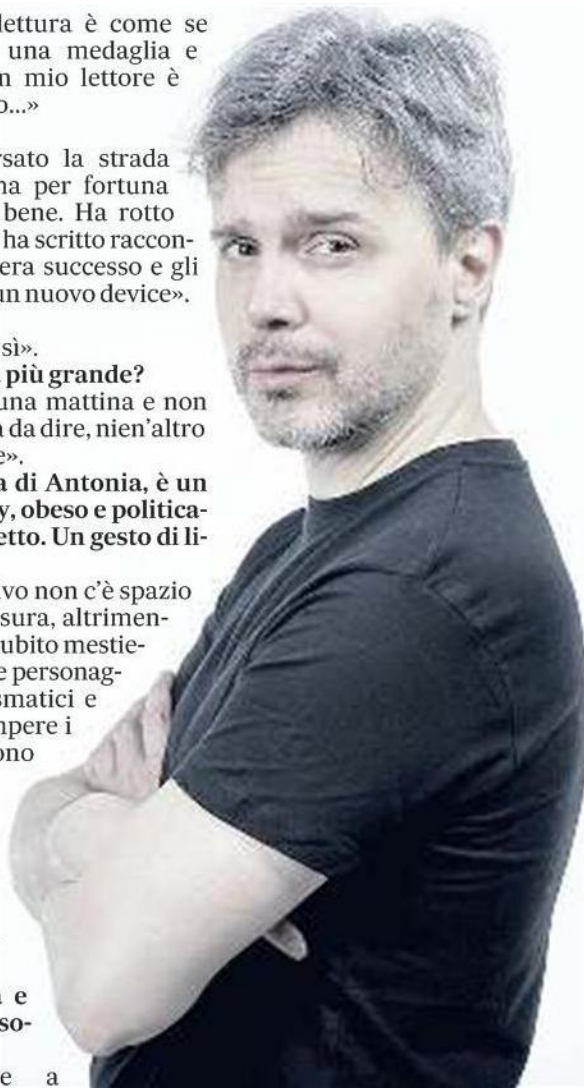 lettura è come se
una medaglia e
n mio lettore è
o...»
rsato la strada
na per fortuna
bene. Ha rotto
ha scritto raccon-
era successo e gli
un nuovo device».
sì».
più grande?
una mattina e non
a da dire, nien'altro
e».
a di Antonia, è un
y, obeso e politica-
etto. Un gesto di li-
vo non c'è spazio
sura, altrimen-
ubito mestie-
e personag-
smatici e
mpere i
ono
a e
so-
e a